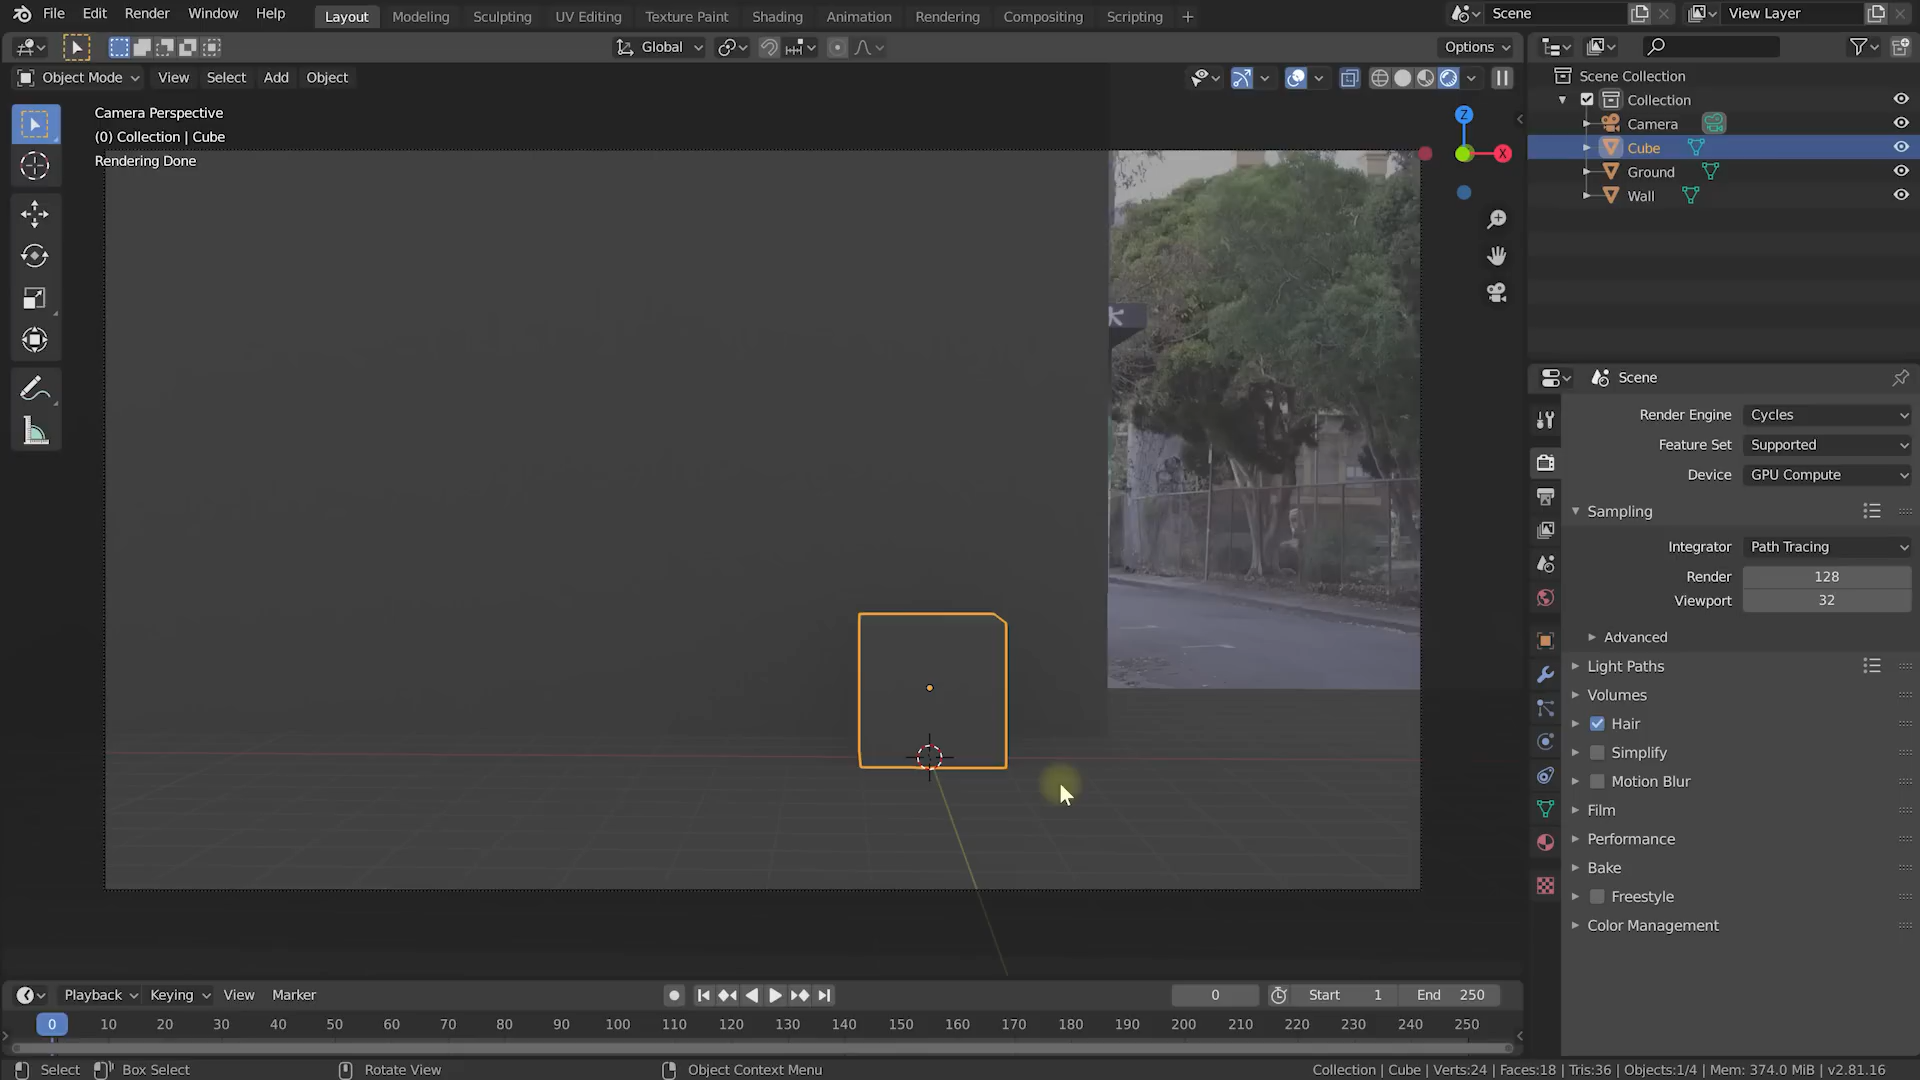 File Edit Render Window Help Layout Modeling Sculpting UV Editing Texture Paint Shading Animation Rendering Compositing Scripting + Scene View Layer
Global Options
Object Mode View Select Add Object
Camera Perspective
(0) Collection | Cube
Rendering Done
Z
X
Scene Collection
Collection
Camera
Cube
Ground
Wall
Scene
Render Engine Cycles
Feature Set Supported
Device GPU Compute
Sampling
Integrator Path Tracing
Render 128
Viewport 32
Advanced
Light Paths
Volumes
Hair
Simplify
Motion Blur
Film
Performance
Bake
Freestyle
Color Management
Playback Keying View Marker 0 Start 1 End 250
0 10 20 30 40 50 60 70 80 90 100 110 120 130 140 150 160 170 180 190 200 210 220 230 240 250
Select Box Select Rotate View Object Context Menu Collection | Cube | Verts:24 | Faces:18 | Tris:36 | Objects:1/4 | Mem: 374.0 MiB | v2.81.16